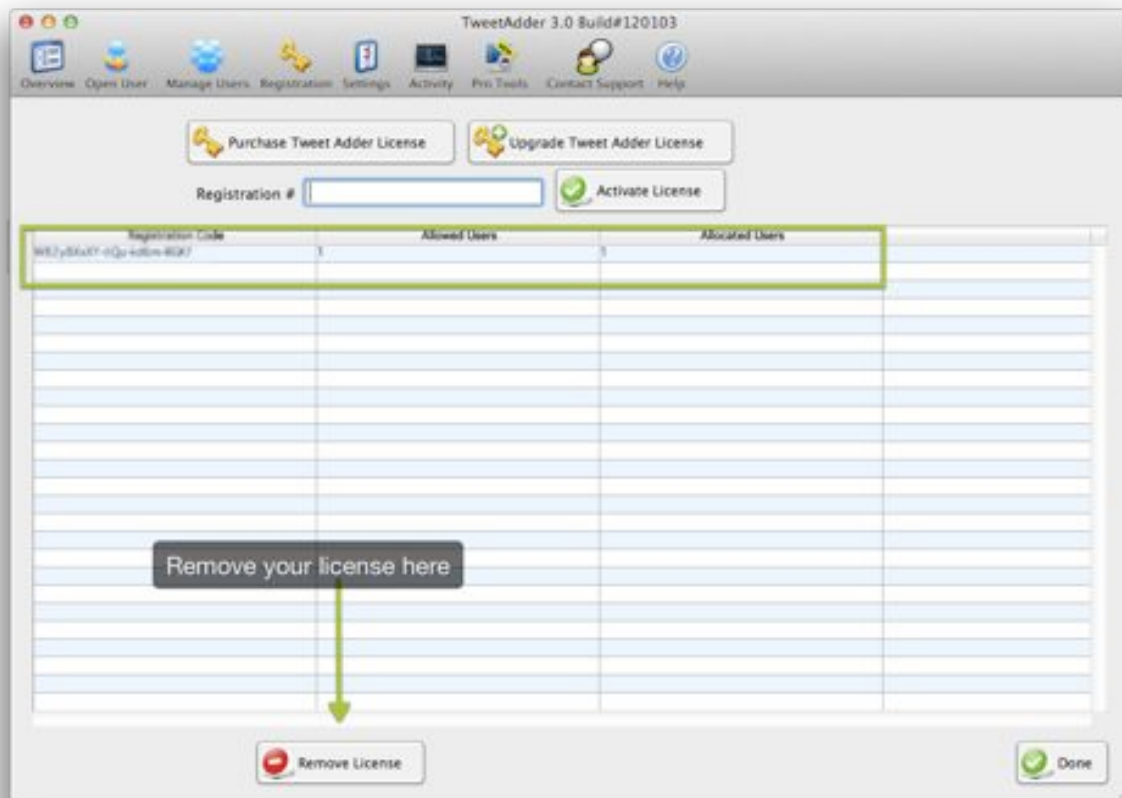 TweetAdder 3.0 Build#120103
Overview Open User Manage Users Registration Settings Activity Pro Tools Contact Support Help
Purchase Tweet Adder License Upgrade Tweet Adder License
Registration # Activate License
Registration Code Allowed Users Allocated Users
1 1
Remove your license here
Remove License Done